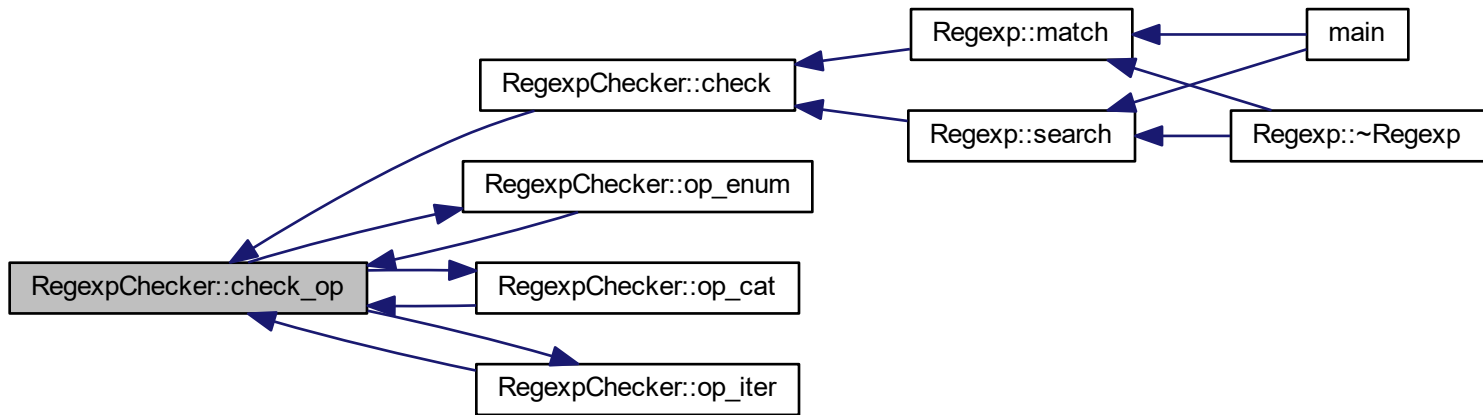 Regexp::match
main
RegexpChecker::check
Regexp::search
Regexp::~Regexp
RegexpChecker::op_enum
RegexpChecker::check_op
RegexpChecker::op_cat
RegexpChecker::op_iter